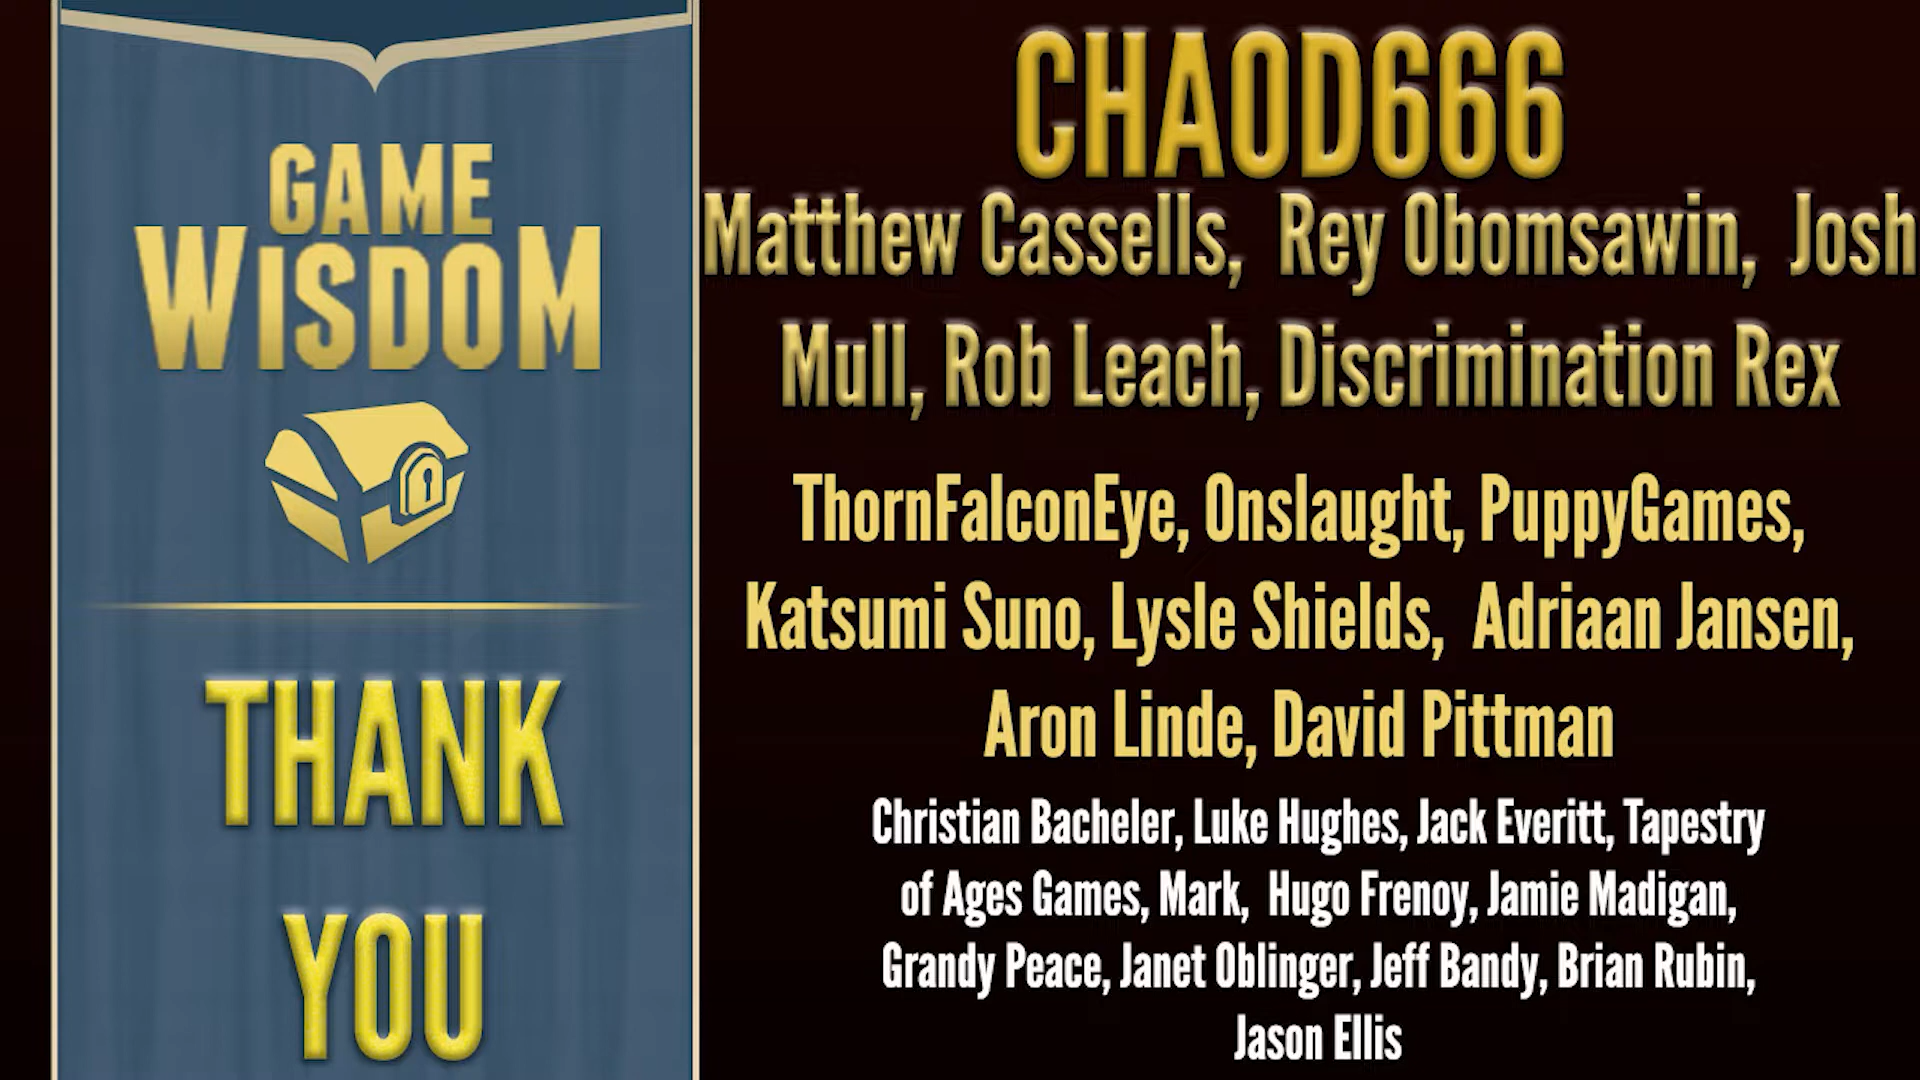 GAME
WISDOM
THANK
YOU
CHAOD666
Matthew Cassells, Rey Obomsawin, Josh
Mull, Rob Leach, Discrimination Rex
ThornFalconEye, Onslaught, PuppyGames,
Katsumi Suno, Lysle Shields, Adriaan Jansen,
Aron Linde, David Pittman
Christian Bacheler, Luke Hughes, Jack Everitt, Tapestry
of Ages Games, Mark, Hugo Frenoy, Jamie Madigan,
Grandy Peace, Janet Oblinger, Jeff Bandy, Brian Rubin,
Jason Ellis